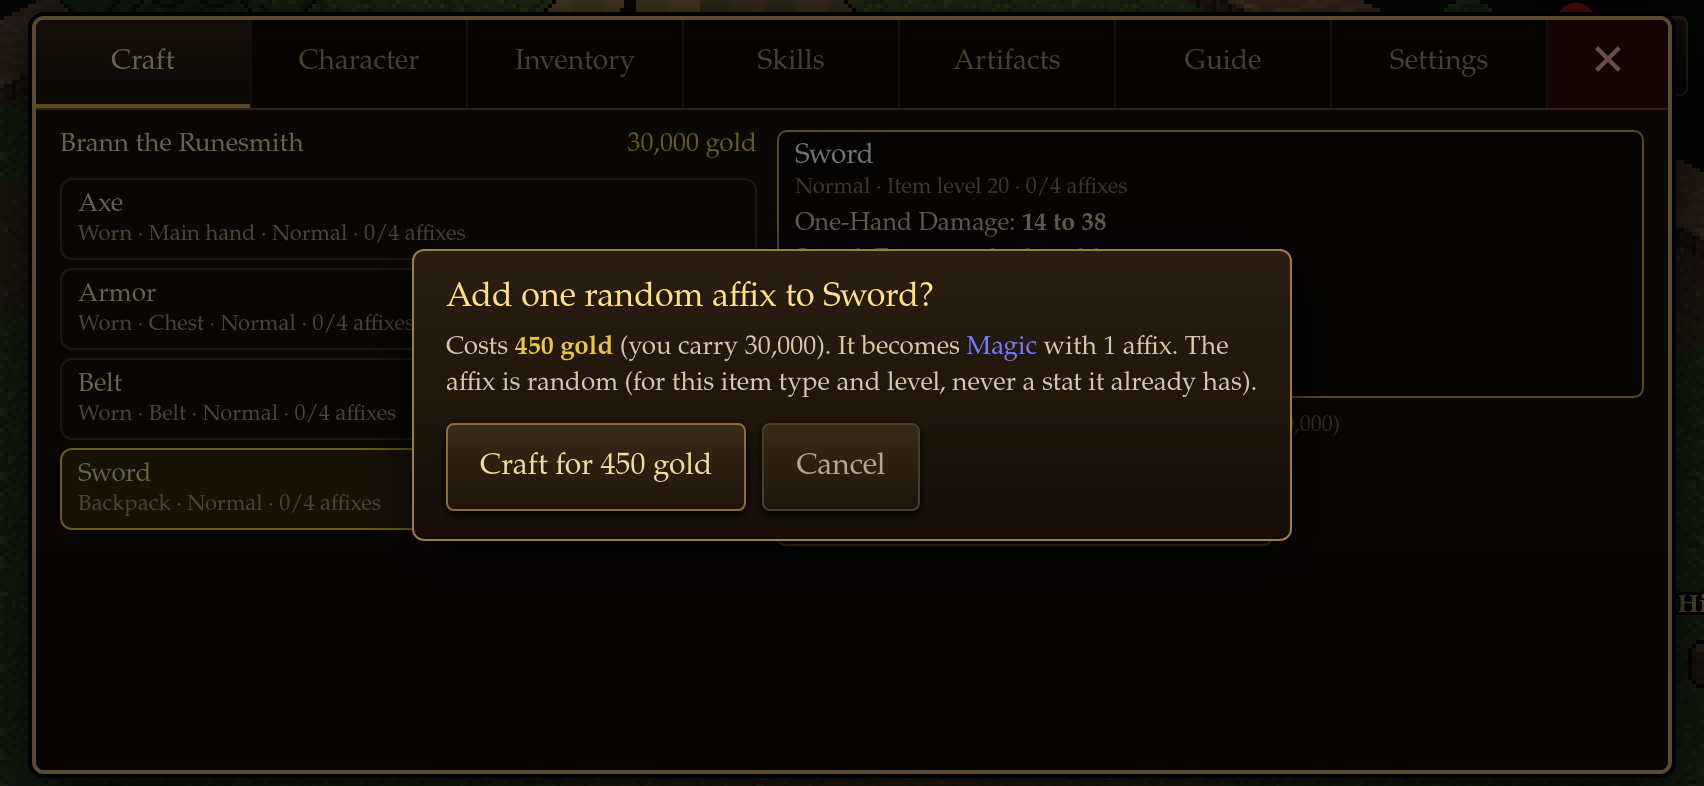 Craft
Character
Inventory
Skills
Artifacts
Guide
Settings
✕
Brann the Runesmith
30,000 gold
Axe
Worn · Main hand · Normal · 0/4 affixes
Armor
Worn · Chest · Normal · 0/4 affixes
Belt
Worn · Belt · Normal · 0/4 affixes
Sword
Backpack · Normal · 0/4 affixes
Sword
Normal · Item level 20 · 0/4 affixes
One-Hand Damage: 14 to 38
Add one random affix to Sword?
Costs 450 gold (you carry 30,000). It becomes Magic with 1 affix. The
affix is random (for this item type and level, never a stat it already has).
Craft for 450 gold
Cancel
,000)
Hi